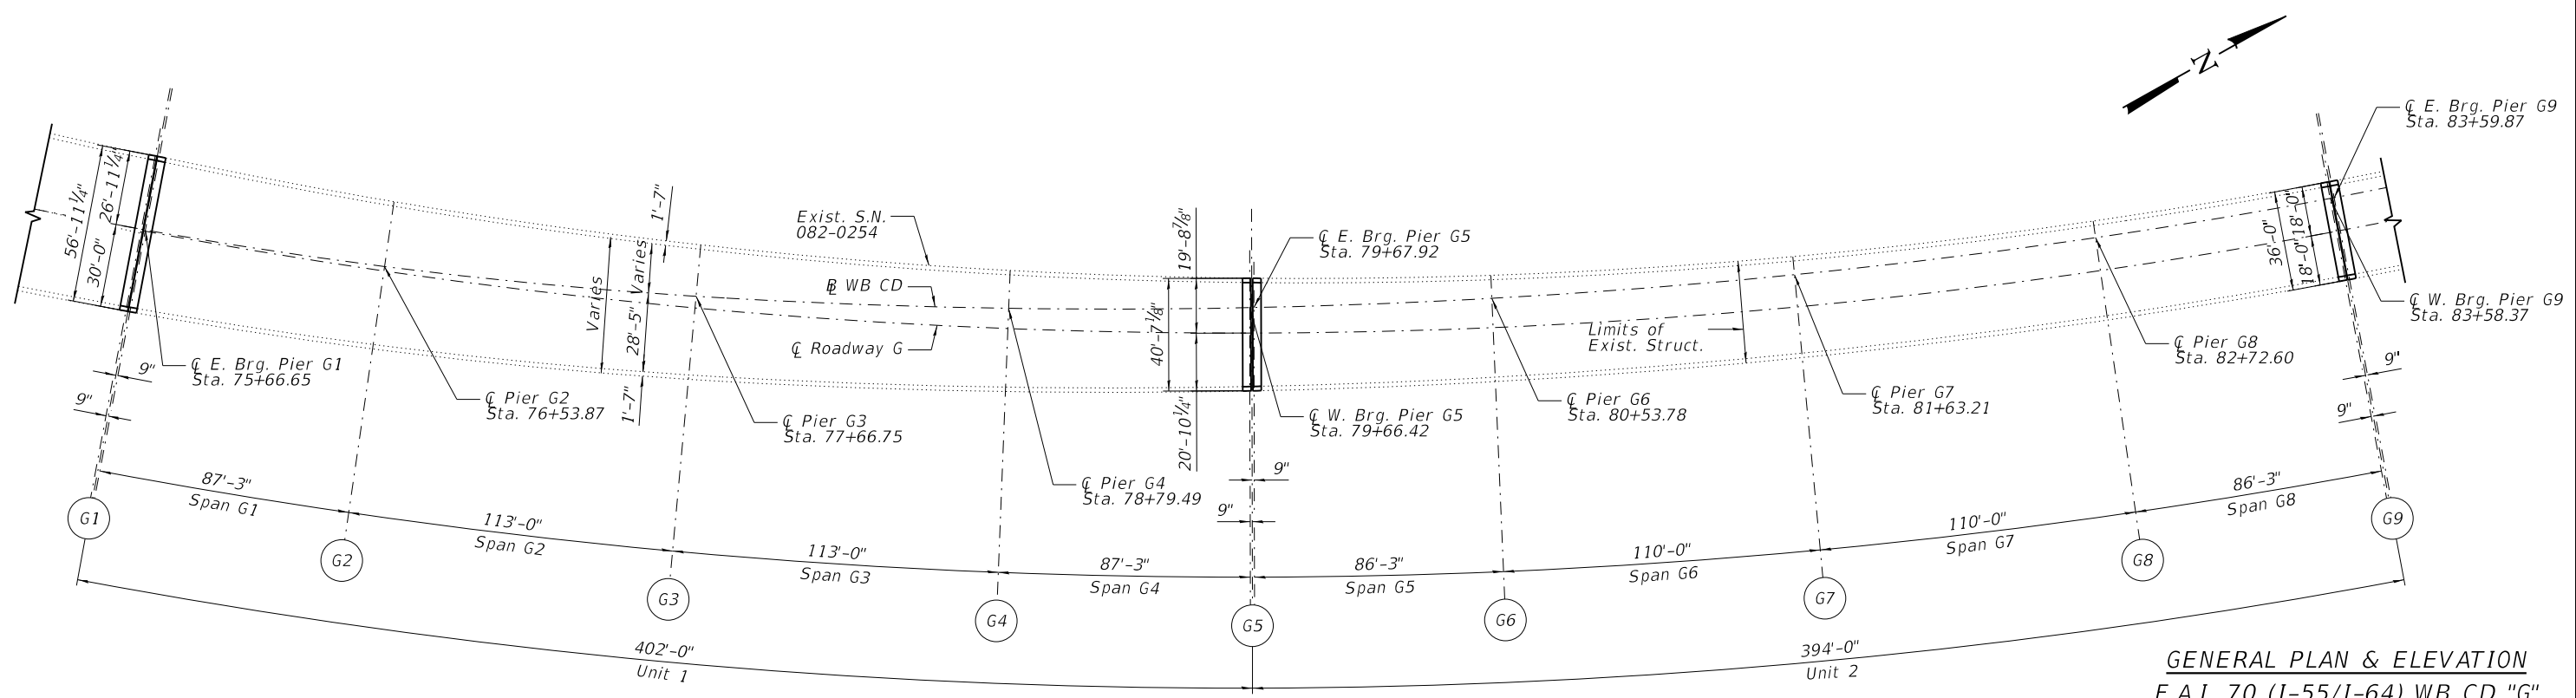 N
℄ E. Brg. Pier G9
Sta. 83+59.87
56'-11¼"
26'-11¼"
30'-0"
1'-7"
Exist. S.N.
082-0254
19'-8⅞"
℄ E. Brg. Pier G5
Sta. 79+67.92
36'-0"
18'-0"
18'-0"
Varies
Varies
28'-5"
1'-7"
B̲L WB CD
℄ Roadway G
40'-7⅛"
20'-10¼"
Limits of
Exist. Struct.
℄ W. Brg. Pier G9
Sta. 83+58.37
℄ E. Brg. Pier G1
Sta. 75+66.65
9"
9"
℄ Pier G2
Sta. 76+53.87
℄ Pier G3
Sta. 77+66.75
℄ Pier G4
Sta. 78+79.49
℄ W. Brg. Pier G5
Sta. 79+66.42
9"
9"
℄ Pier G6
Sta. 80+53.78
℄ Pier G7
Sta. 81+63.21
℄ Pier G8
Sta. 82+72.60
9"
9"
87'-3"
Span G1
113'-0"
Span G2
113'-0"
Span G3
87'-3"
Span G4
86'-3"
Span G5
110'-0"
Span G6
110'-0"
Span G7
86'-3"
Span G8
G1
G2
G3
G4
G5
G6
G7
G8
G9
402'-0"
Unit 1
394'-0"
Unit 2
GENERAL PLAN & ELEVATION
F.A.I. 70 (I-55/I-64) WB CD "G"